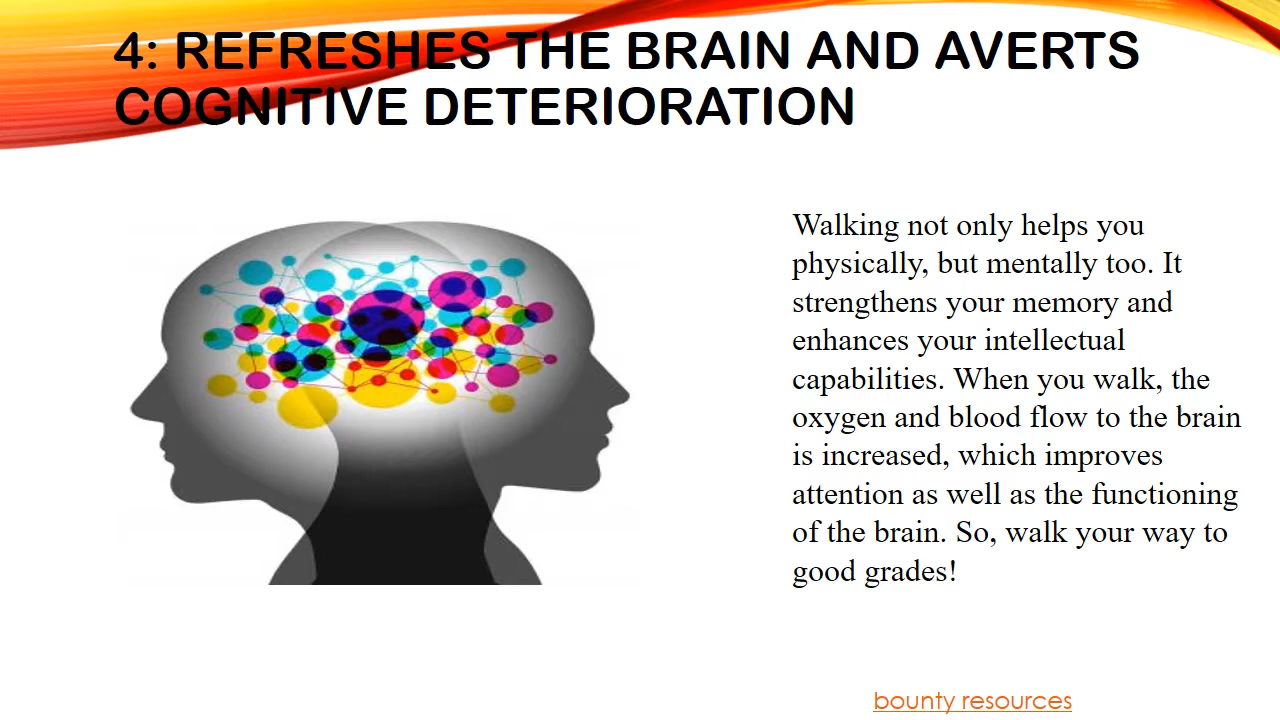 4: REFRESHES THE BRAIN AND AVERTS
COGNITIVE DETERIORATION
Walking not only helps you
physically, but mentally too. It
strengthens your memory and
enhances your intellectual
capabilities. When you walk, the
oxygen and blood flow to the brain
is increased, which improves
attention as well as the functioning
of the brain. So, walk your way to
good grades!
bounty resources